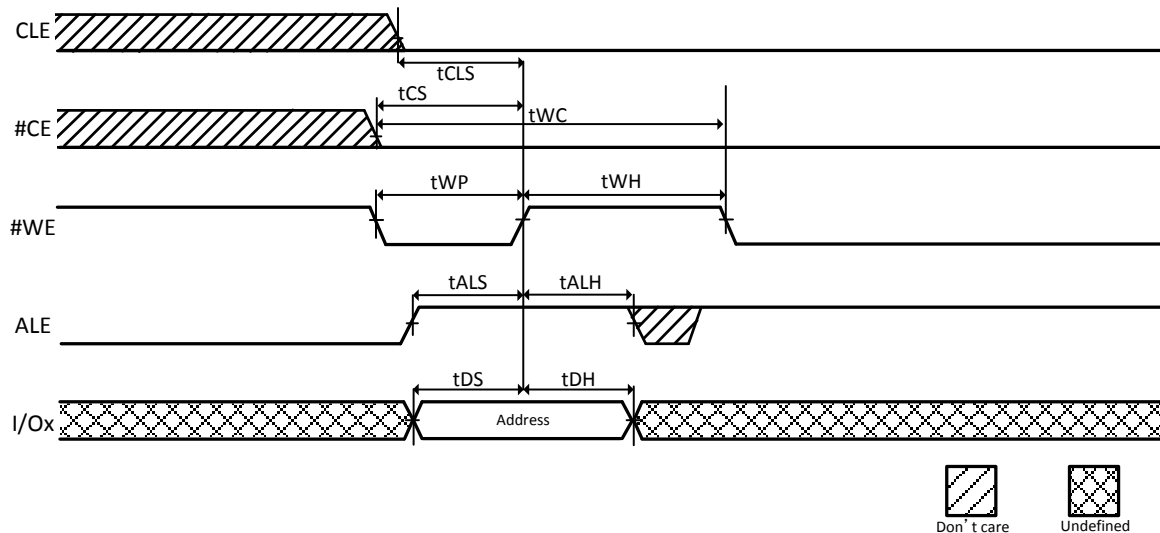 CLE
tCLS
tCS
#CE
tWC
tWP
tWH
#WE
tALS
tALH
ALE
tDS
tDH
I/Ox
Address
Don’t care
Undefined